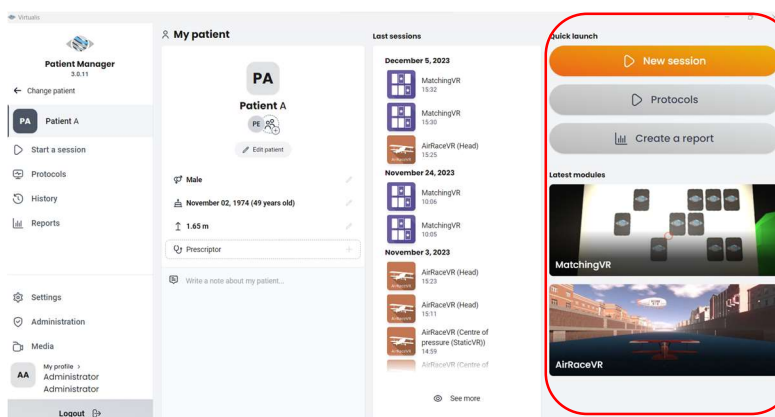 Virtualis
Patient Manager
3.0.11
Change patient
PA
Patient A
Start a session
Protocols
History
Reports
Settings
Administration
Media
AA
My profile >
Administrator
Administrator
Logout
My patient
PA
Patient A
PE
Edit patient
Male
November 02, 1974 (49 years old)
1.65 m
Prescriptor
Write a note about my patient...
Last sessions
December 5, 2023
MatchingVR
15:32
MatchingVR
15:30
AirRaceVR (Head)
15:25
November 24, 2023
MatchingVR
10:06
MatchingVR
10:05
November 3, 2023
AirRaceVR (Head)
15:23
AirRaceVR (Head)
15:11
AirRaceVR (Centre of
pressure (StaticVR))
14:59
AirRaceVR (Centre of
See more
Quick launch
New session
Protocols
Create a report
Latest modules
MatchingVR
AirRaceVR